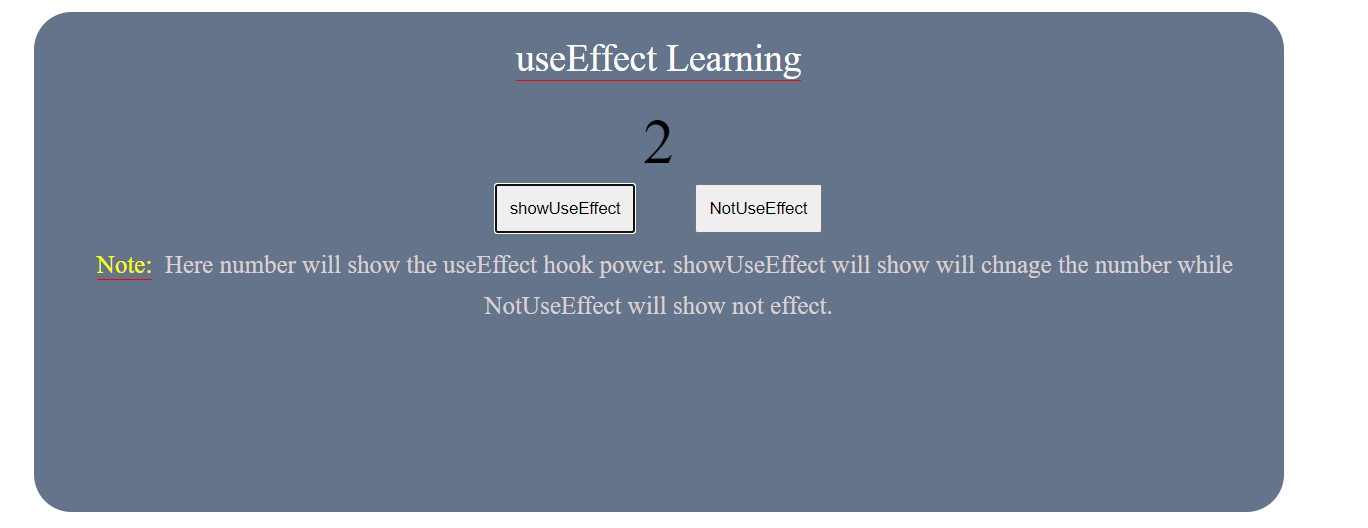 useEffect Learning
2
showUseEffect NotUseEffect
Note: Here number will show the useEffect hook power. showUseEffect will show will chnage the number while
NotUseEffect will show not effect.